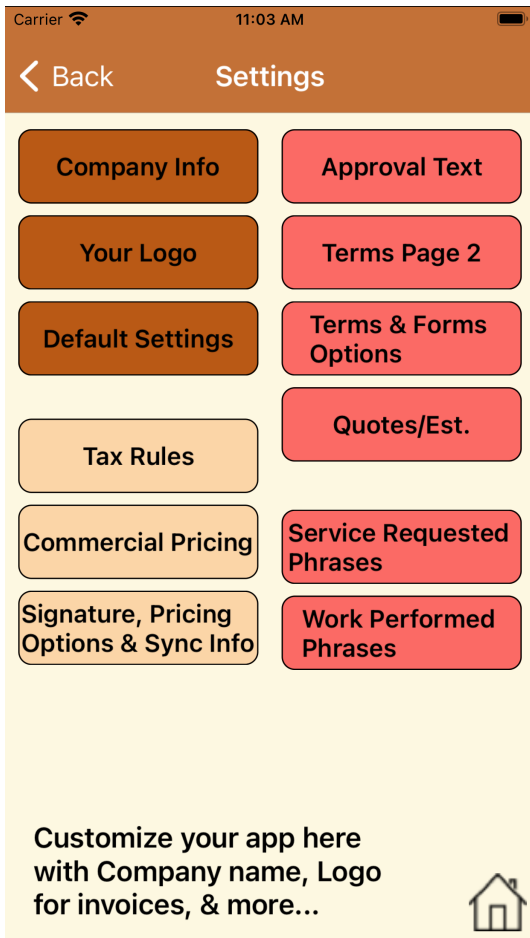 Carrier 11:03 AM
Back Settings
Company Info
Your Logo
Default Settings
Tax Rules
Commercial Pricing
Signature, Pricing
Options & Sync Info
Approval Text
Terms Page 2
Terms & Forms
Options
Quotes/Est.
Service Requested
Phrases
Work Performed
Phrases
Customize your app here
with Company name, Logo
for invoices, & more...